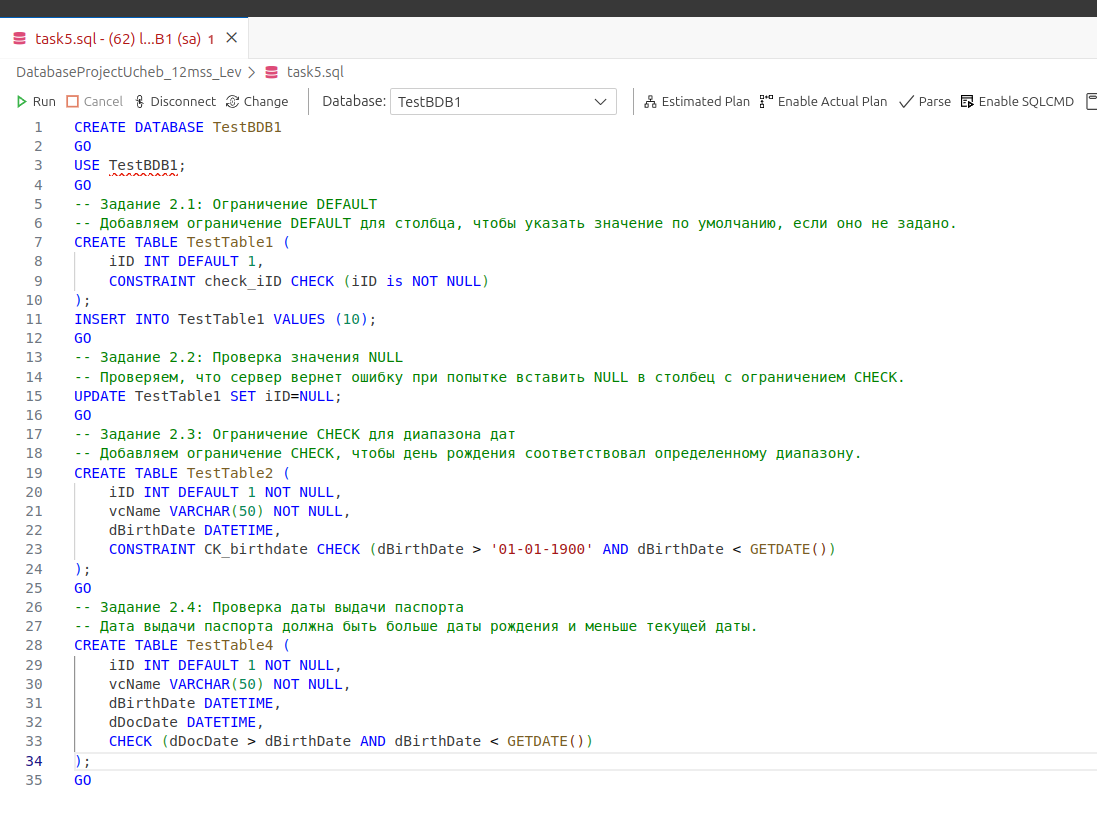 task5.sql - (62) l...B1 (sa) 1
DatabaseProjectUcheb_12mss_Lev > task5.sql
Run Cancel Disconnect Change Database: TestBDB1 Estimated Plan Enable Actual Plan Parse Enable SQLCMD
1 CREATE DATABASE TestBDB1
2 GO
3 USE TestBDB1;
4 GO
5 -- Задание 2.1: Ограничение DEFAULT
6 -- Добавляем ограничение DEFAULT для столбца, чтобы указать значение по умолчанию, если оно не задано.
7 CREATE TABLE TestTable1 (
8     iID INT DEFAULT 1,
9     CONSTRAINT check_iID CHECK (iID is NOT NULL)
10 );
11 INSERT INTO TestTable1 VALUES (10);
12 GO
13 -- Задание 2.2: Проверка значения NULL
14 -- Проверяем, что сервер вернет ошибку при попытке вставить NULL в столбец с ограничением CHECK.
15 UPDATE TestTable1 SET iID=NULL;
16 GO
17 -- Задание 2.3: Ограничение CHECK для диапазона дат
18 -- Добавляем ограничение CHECK, чтобы день рождения соответствовал определенному диапазону.
19 CREATE TABLE TestTable2 (
20     iID INT DEFAULT 1 NOT NULL,
21     vcName VARCHAR(50) NOT NULL,
22     dBirthDate DATETIME,
23     CONSTRAINT CK_birthdate CHECK (dBirthDate > '01-01-1900' AND dBirthDate < GETDATE())
24 );
25 GO
26 -- Задание 2.4: Проверка даты выдачи паспорта
27 -- Дата выдачи паспорта должна быть больше даты рождения и меньше текущей даты.
28 CREATE TABLE TestTable4 (
29     iID INT DEFAULT 1 NOT NULL,
30     vcName VARCHAR(50) NOT NULL,
31     dBirthDate DATETIME,
32     dDocDate DATETIME,
33     CHECK (dDocDate > dBirthDate AND dBirthDate < GETDATE())
34 );
35 GO